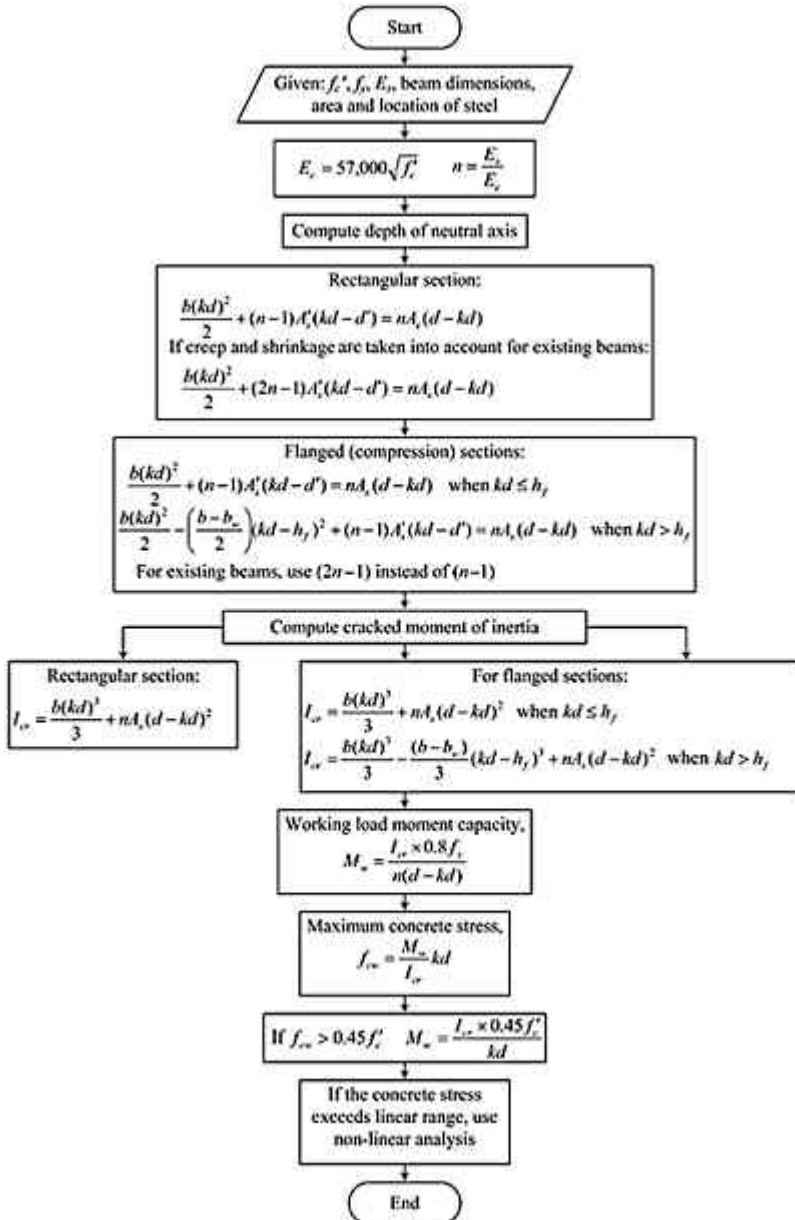 Start
Given: f_c', f_y, E_s, beam dimensions,
area and location of steel
E_c = 57,000√f_c' n = E_s/E_c
Compute depth of neutral axis
Rectangular section:
b(kd)²/2 + (n−1)A_s'(kd−d') = nA_s(d−kd)
If creep and shrinkage are taken into account for existing beams:
b(kd)²/2 + (2n−1)A_s'(kd−d') = nA_s(d−kd)
Flanged (compression) sections:
b(kd)²/2 + (n−1)A_s'(kd−d') = nA_s(d−kd) when kd ≤ h_f
b(kd)²/2 − ((b−b_w)/2)(kd−h_f)² + (n−1)A_s'(kd−d') = nA_s(d−kd) when kd > h_f
For existing beams, use (2n−1) instead of (n−1)
Compute cracked moment of inertia
Rectangular section:
I_cr = b(kd)³/3 + nA_s(d−kd)²
For flanged sections:
I_cr = b(kd)³/3 + nA_s(d−kd)² when kd ≤ h_f
I_cr = b(kd)³/3 − (b−b_w)/3 (kd−h_f)³ + nA_s(d−kd)² when kd > h_f
Working load moment capacity,
M_w = I_cr × 0.8f_y / n(d−kd)
Maximum concrete stress,
f_cw = M_w/I_cr kd
If f_cw > 0.45f_c' M_w = I_cr × 0.45f_c' / kd
If the concrete stress
exceeds linear range, use
non-linear analysis
End